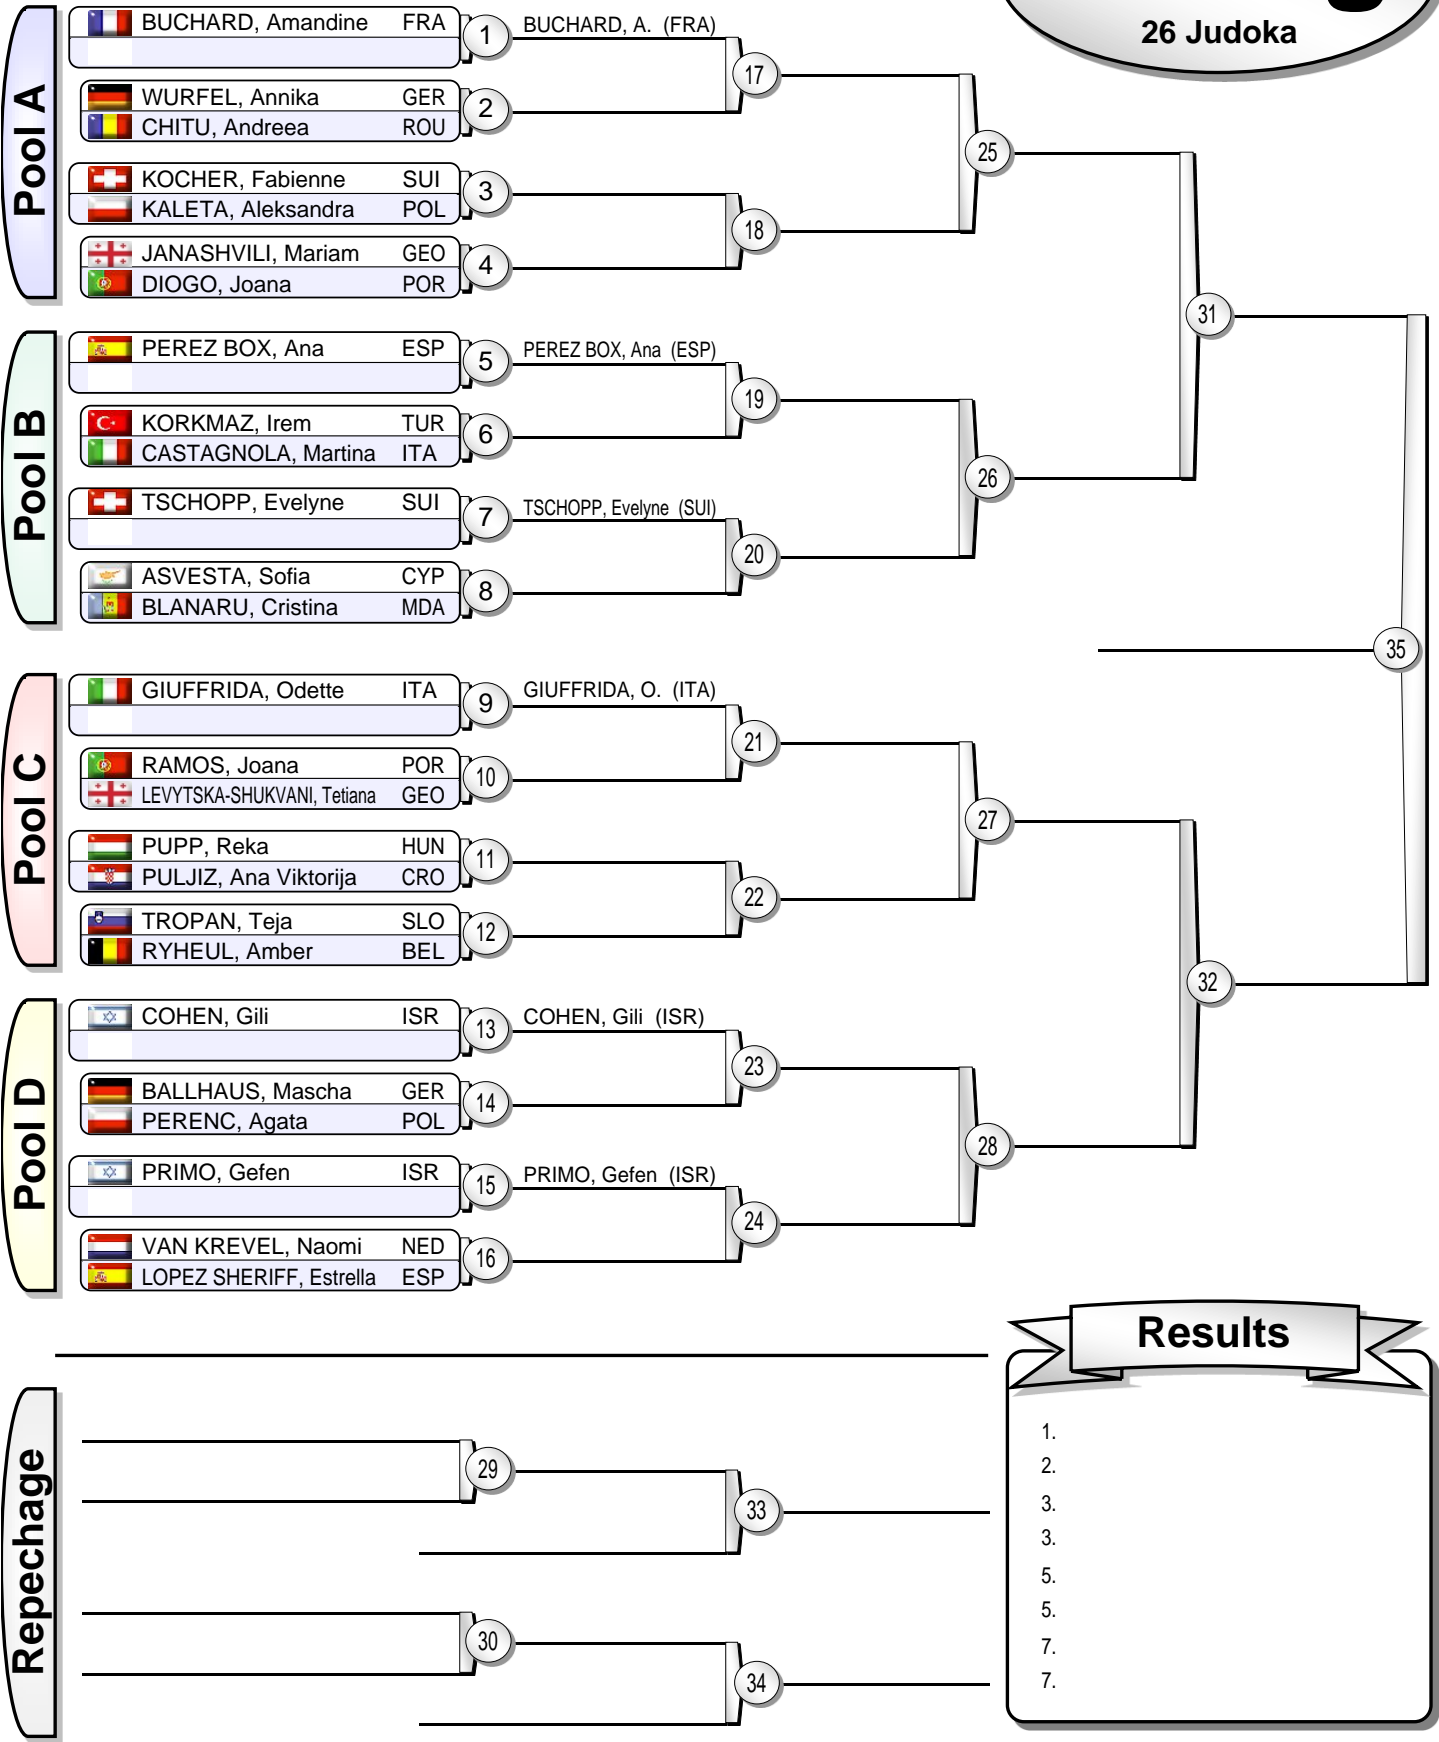 26 Judoka
Pool A
BUCHARD, Amandine FRA
1
BUCHARD, A. (FRA)
WURFEL, Annika GER
CHITU, Andreea ROU
2
17
KOCHER, Fabienne SUI
KALETA, Aleksandra POL
3
JANASHVILI, Mariam GEO
DIOGO, Joana POR
4
18
25
Pool B
PEREZ BOX, Ana ESP
5
PEREZ BOX, Ana (ESP)
KORKMAZ, Irem TUR
CASTAGNOLA, Martina ITA
6
19
TSCHOPP, Evelyne SUI
7
TSCHOPP, Evelyne (SUI)
ASVESTA, Sofia CYP
BLANARU, Cristina MDA
8
20
26
31
35
Pool C
GIUFFRIDA, Odette ITA
9
GIUFFRIDA, O. (ITA)
RAMOS, Joana POR
LEVYTSKA-SHUKVANI, Tetiana GEO
10
21
PUPP, Reka HUN
PULJIZ, Ana Viktorija CRO
11
TROPAN, Teja SLO
RYHEUL, Amber BEL
12
22
27
Pool D
COHEN, Gili ISR
13
COHEN, Gili (ISR)
BALLHAUS, Mascha GER
PERENC, Agata POL
14
23
PRIMO, Gefen ISR
15
PRIMO, Gefen (ISR)
VAN KREVEL, Naomi NED
LOPEZ SHERIFF, Estrella ESP
16
24
28
32
Repechage
29
33
30
34
Results
1.
2.
3.
3.
5.
5.
7.
7.